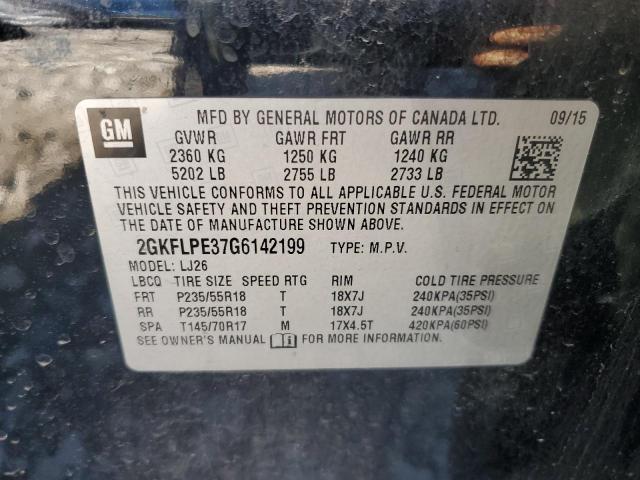 GM
MFD BY GENERAL MOTORS OF CANADA LTD. 09/15
GVWR GAWR FRT GAWR RR
2360 KG 1250 KG 1240 KG
5202 LB 2755 LB 2733 LB
THIS VEHICLE CONFORMS TO ALL APPLICABLE U.S. FEDERAL MOTOR
VEHICLE SAFETY AND THEFT PREVENTION STANDARDS IN EFFECT ON
THE DATE OF MANUFACTURE SHOWN ABOVE.
2GKFLPE37G6142199 TYPE: M.P.V.
MODEL: LJ26
LBCQ TIRE SIZE SPEED RTG RIM COLD TIRE PRESSURE
FRT P235/55R18 T 18X7J 240KPA(35PSI)
RR P235/55R18 T 18X7J 240KPA(35PSI)
SPA T145/70R17 M 17X4.5T 420KPA(60PSI)
SEE OWNER'S MANUAL i FOR MORE INFORMATION.